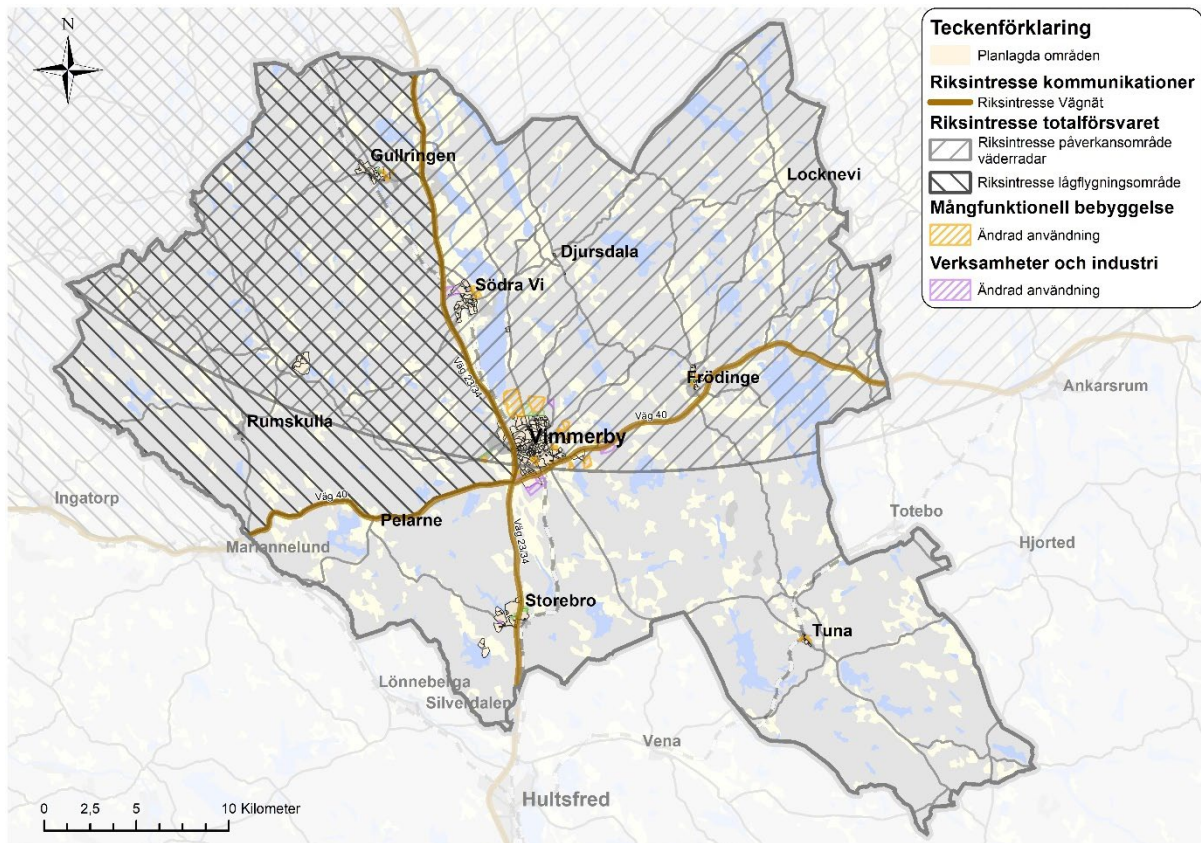 N
Teckenförklaring
Planlagda områden
Riksintresse kommunikationer
Riksintresse Vägnät
Riksintresse totalförsvaret
Riksintresse påverkansområde
väderradar
Riksintresse lågflygningsområde
Mångfunktionell bebyggelse
Ändrad användning
Verksamheter och industri
Ändrad användning
Gullringen
Locknevi
Djursdala
Södra Vi
Väg 23/34
Frödinge
Ankarsrum
Rumskulla
Väg 40
Vimmerby
Ingatorp
Väg 40
Pelarne
Totebo
Mariannelund
Hjorted
Väg 23/34
Storebro
Tuna
Lönneberga
Silverdalen
Vena
Hultsfred
0 2,5 5 10 Kilometer